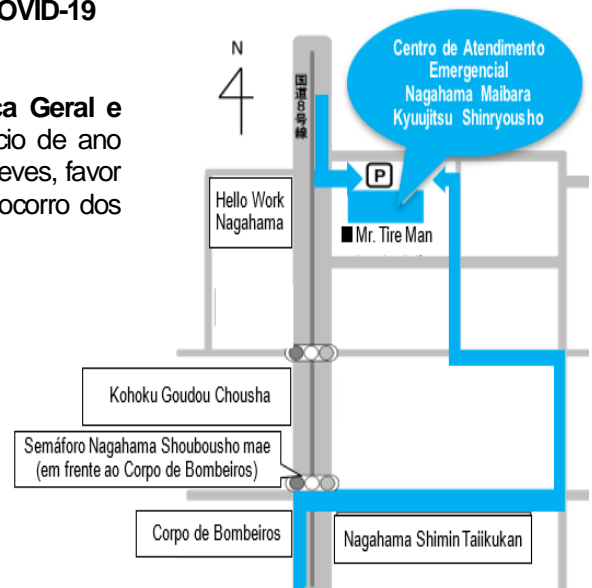 OVID-19
ca Geral e
cio de ano
eves, favor
ocorro dos
N
国道8号線
Centro de Atendimento
Emergencial
Nagahama Maibara
Kyuujitsu Shinryousho
P
Hello Work
Nagahama
Mr. Tire Man
Kohoku Goudou Chousha
Semáforo Nagahama Shoubousho mae
(em frente ao Corpo de Bombeiros)
Corpo de Bombeiros
Nagahama Shimin Taiikukan